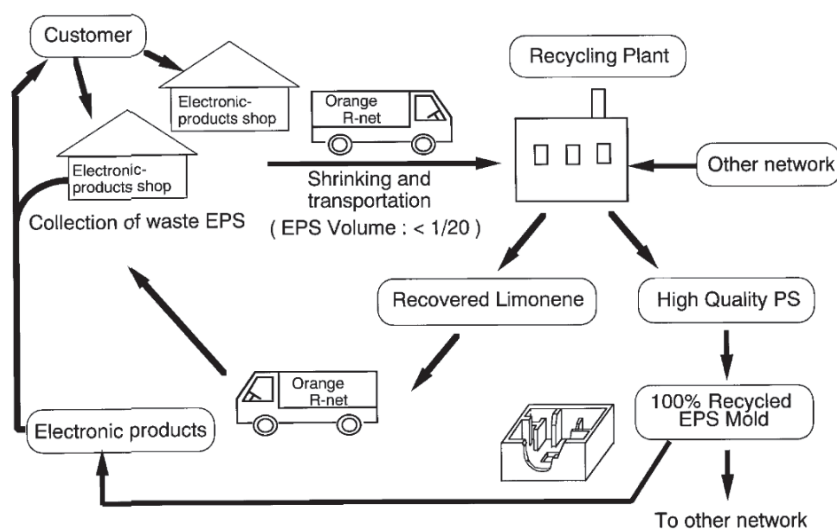 Customer
Recycling Plant
Electronic-
products shop
Orange
R-net
Electronic-
products shop
Other network
Shrinking and
transportation
( EPS Volume : < 1/20 )
Collection of waste EPS
Recovered Limonene
High Quality PS
Orange
R-net
100% Recycled
EPS Mold
Electronic products
To other network